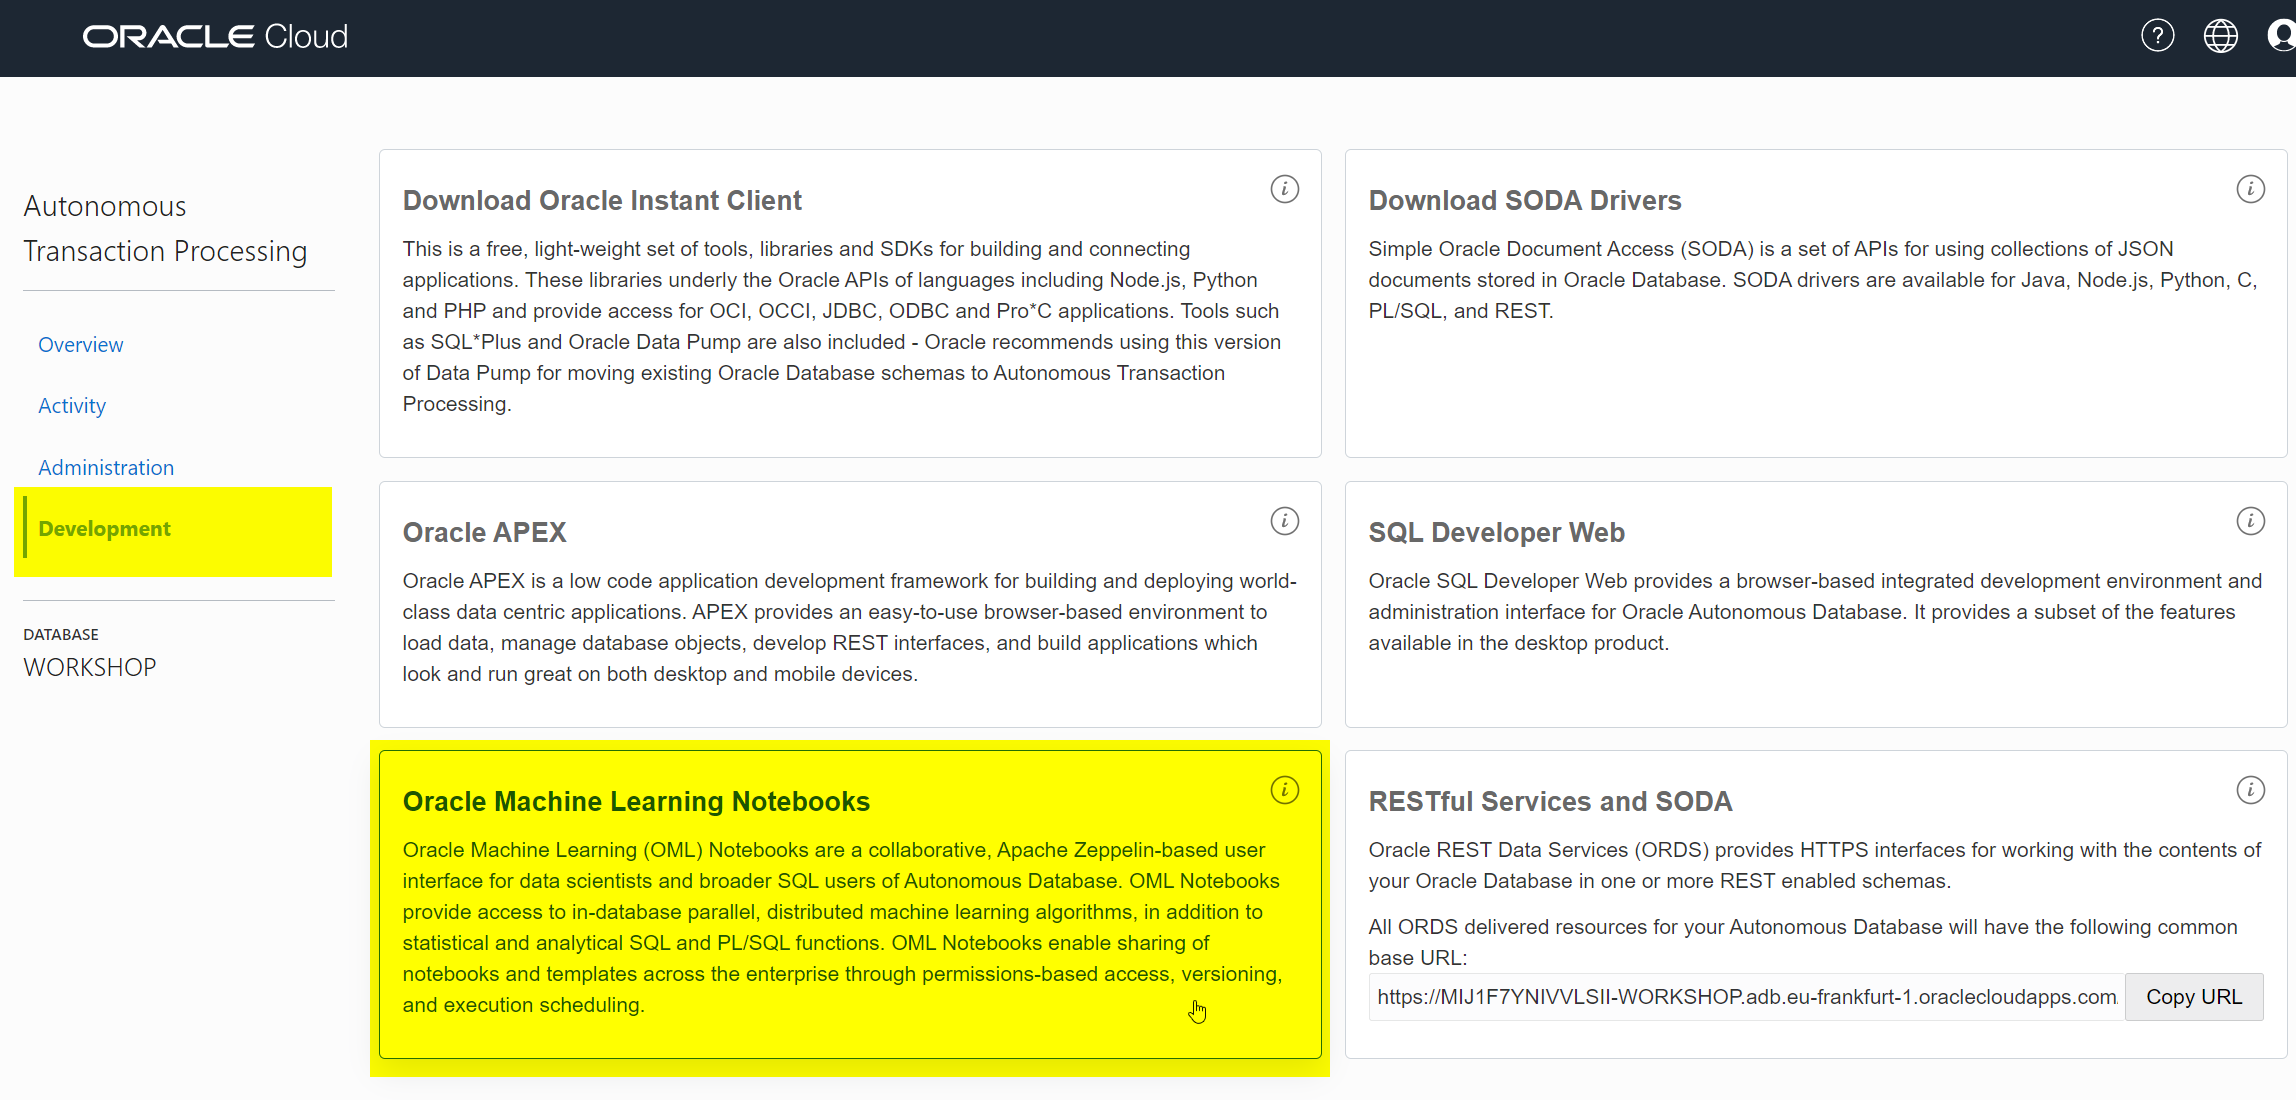 ORACLE Cloud
Autonomous
Transaction Processing
Overview
Activity
Administration
Development
DATABASE
WORKSHOP
Download Oracle Instant Client
This is a free, light-weight set of tools, libraries and SDKs for building and connecting
applications. These libraries underly the Oracle APIs of languages including Node.js, Python
and PHP and provide access for OCI, OCCI, JDBC, ODBC and Pro*C applications. Tools such
as SQL*Plus and Oracle Data Pump are also included - Oracle recommends using this version
of Data Pump for moving existing Oracle Database schemas to Autonomous Transaction
Processing.
Download SODA Drivers
Simple Oracle Document Access (SODA) is a set of APIs for using collections of JSON
documents stored in Oracle Database. SODA drivers are available for Java, Node.js, Python, C,
PL/SQL, and REST.
Oracle APEX
Oracle APEX is a low code application development framework for building and deploying world-
class data centric applications. APEX provides an easy-to-use browser-based environment to
load data, manage database objects, develop REST interfaces, and build applications which
look and run great on both desktop and mobile devices.
SQL Developer Web
Oracle SQL Developer Web provides a browser-based integrated development environment and
administration interface for Oracle Autonomous Database. It provides a subset of the features
available in the desktop product.
Oracle Machine Learning Notebooks
Oracle Machine Learning (OML) Notebooks are a collaborative, Apache Zeppelin-based user
interface for data scientists and broader SQL users of Autonomous Database. OML Notebooks
provide access to in-database parallel, distributed machine learning algorithms, in addition to
statistical and analytical SQL and PL/SQL functions. OML Notebooks enable sharing of
notebooks and templates across the enterprise through permissions-based access, versioning,
and execution scheduling.
RESTful Services and SODA
Oracle REST Data Services (ORDS) provides HTTPS interfaces for working with the contents of
your Oracle Database in one or more REST enabled schemas.
All ORDS delivered resources for your Autonomous Database will have the following common
base URL:
https://MIJ1F7YNIVVLSII-WORKSHOP.adb.eu-frankfurt-1.oraclecloudapps.com. Copy URL